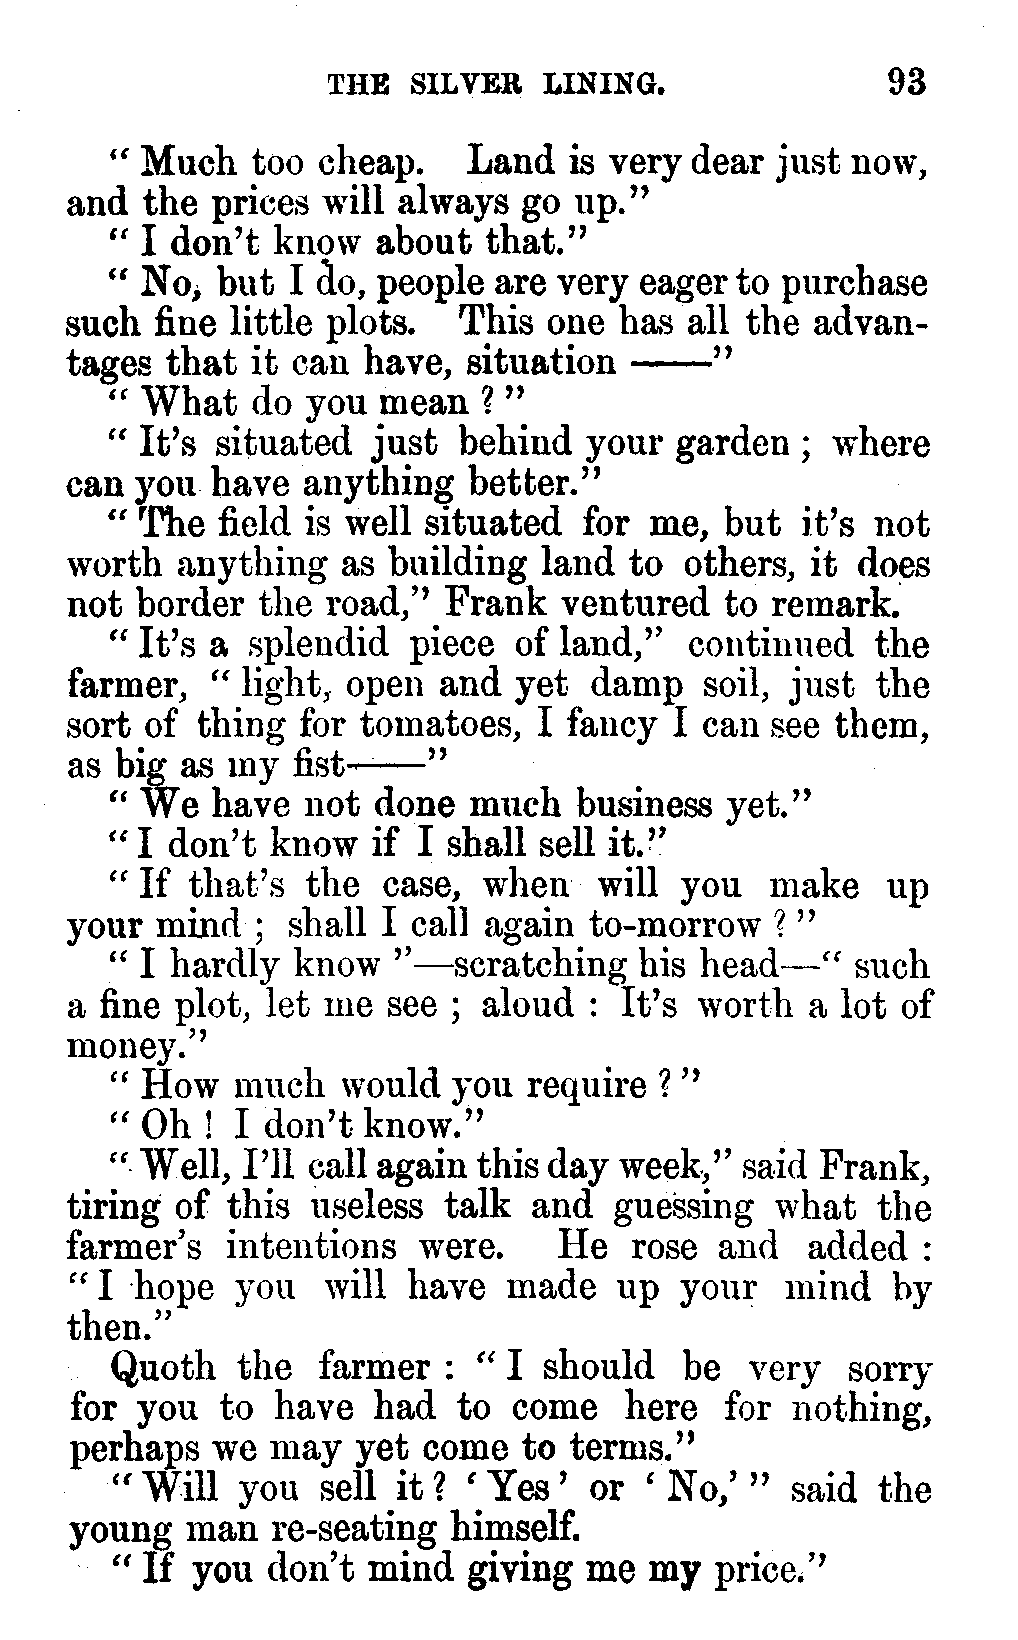 THE SILVER LINING. 93
" Much too cheap. Land is very dear just now,
and the prices will always go up."
" I don't know about that."
" No, but I do, people are very eager to purchase
such fine little plots. This one has all the advan-
tages that it can have, situation ——"
" What do you mean ? "
" It's situated just behind your garden ; where
can you have anything better."
" The field is well situated for me, but it's not
worth anything as building land to others, it does
not border the road," Frank ventured to remark.
" It's a splendid piece of land," continued the
farmer, " light, open and yet damp soil, just the
sort of thing for tomatoes, I fancy I can see them,
as big as my fist——"
" We have not done much business yet."
" I don't know if I shall sell it."
" If that's the case, when will you make up
your mind ; shall I call again to-morrow ? "
" I hardly know "—scratching his head—" such
a fine plot, let me see ; aloud : It's worth a lot of
money."
" How much would you require ? "
" Oh ! I don't know."
" Well, I'll call again this day week," said Frank,
tiring of this useless talk and guessing what the
farmer's intentions were. He rose and added :
" I hope you will have made up your mind by
then."
Quoth the farmer : " I should be very sorry
for you to have had to come here for nothing,
perhaps we may yet come to terms."
" Will you sell it ? ' Yes ' or ' No,' " said the
young man re-seating himself.
" If you don't mind giving me my price."